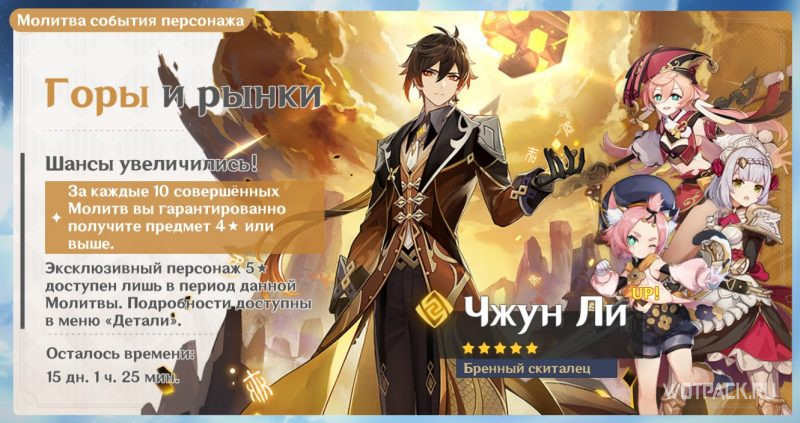 Молитва события персонажа
Горы и рынки
Шансы увеличились!
За каждые 10 совершённых
Молитв вы гарантированно
получите предмет 4★ или
выше.
Эксклюзивный персонаж 5★
доступен лишь в период данной
Молитвы. Подробности доступны
в меню «Детали».
Осталось времени:
15 дн. 1 ч. 25 мин.
UP!
Чжун Ли
Бренный скиталец
WOTPACK.RU